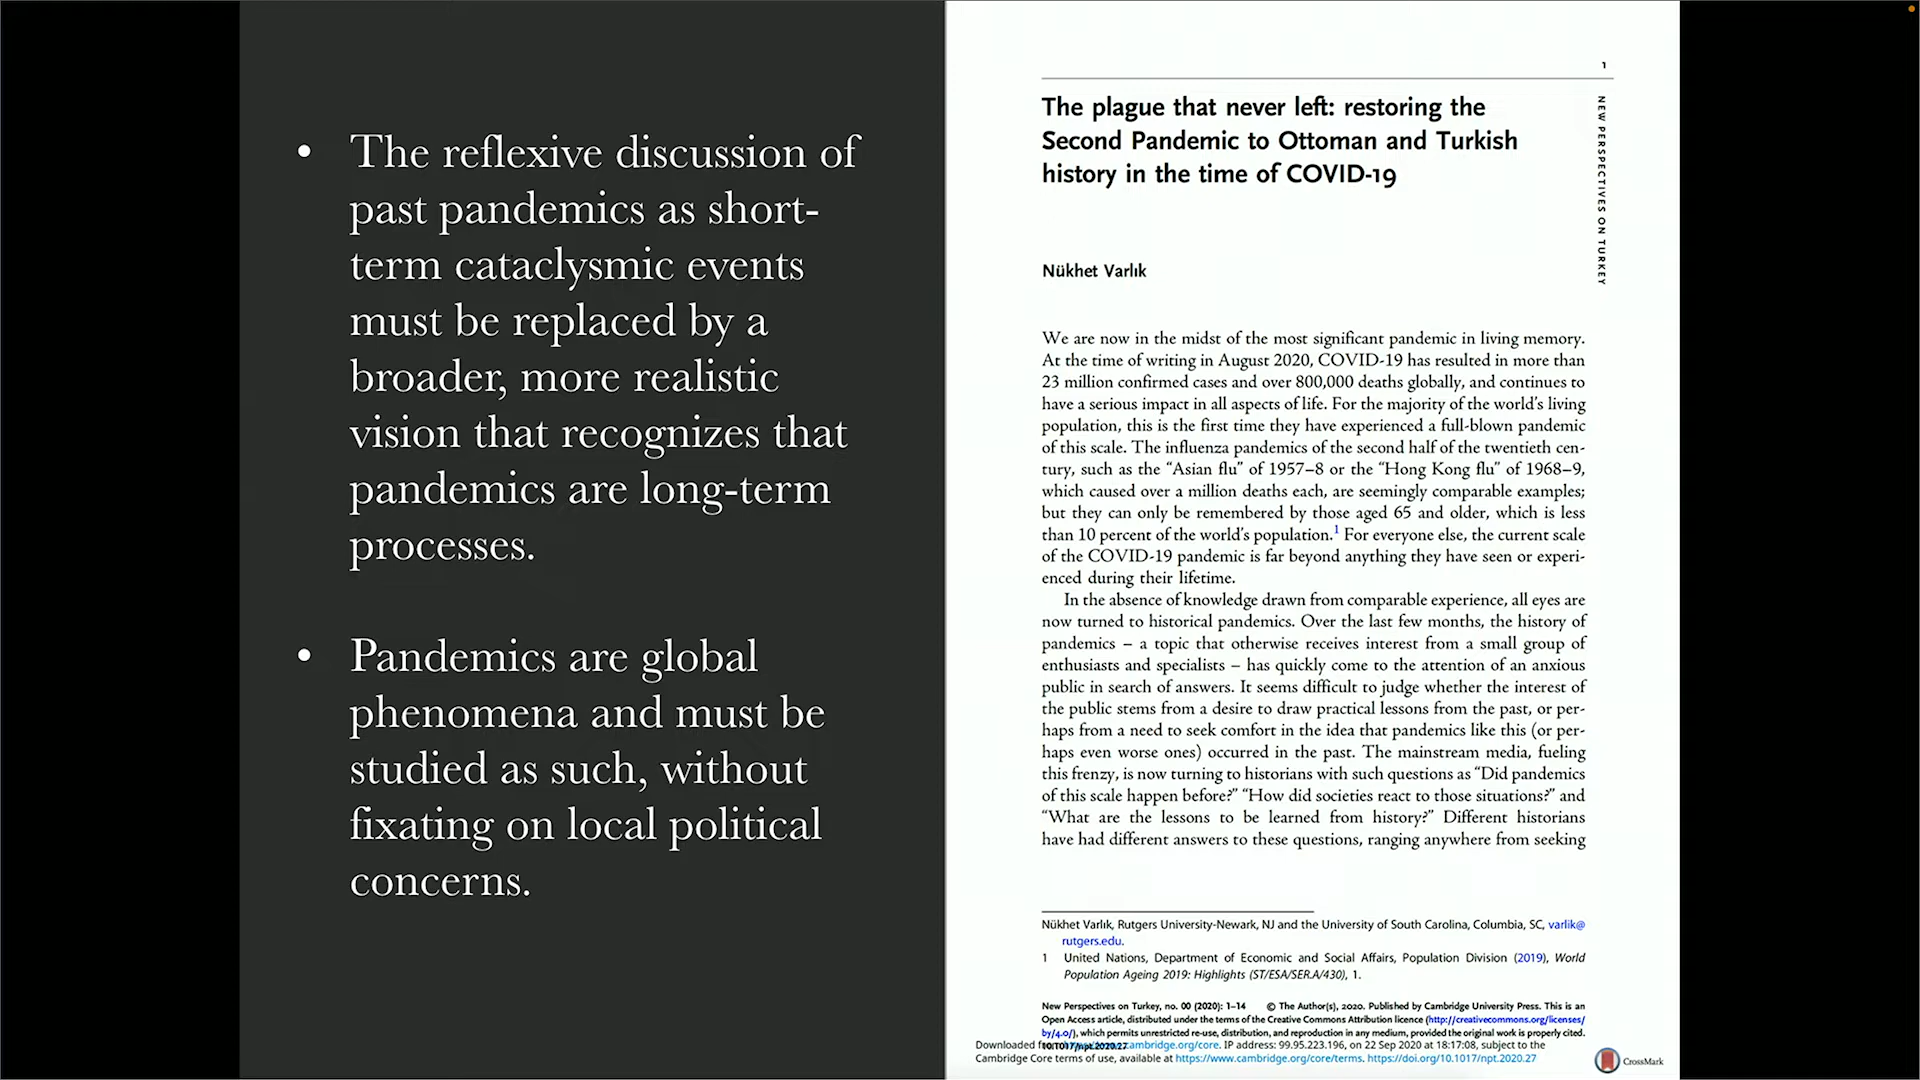 • The reflexive discussion of
past pandemics as short-
term cataclysmic events
must be replaced by a
broader, more realistic
vision that recognizes that
pandemics are long-term
processes.
• Pandemics are global
phenomena and must be
studied as such, without
fixating on local political
concerns.
1
The plague that never left: restoring the
Second Pandemic to Ottoman and Turkish
history in the time of COVID-19
NEW PERSPECTIVES ON TURKEY
Nükhet Varlık
We are now in the midst of the most significant pandemic in living memory.
At the time of writing in August 2020, COVID-19 has resulted in more than
23 million confirmed cases and over 800,000 deaths globally, and continues to
have a serious impact in all aspects of life. For the majority of the world's living
population, this is the first time they have experienced a full-blown pandemic
of this scale. The influenza pandemics of the second half of the twentieth cen-
tury, such as the “Asian flu” of 1957–8 or the “Hong Kong flu” of 1968–9,
which caused over a million deaths each, are seemingly comparable examples;
but they can only be remembered by those aged 65 and older, which is less
than 10 percent of the world's population.1 For everyone else, the current scale
of the COVID-19 pandemic is far beyond anything they have seen or experi-
enced during their lifetime.
In the absence of knowledge drawn from comparable experience, all eyes are
now turned to historical pandemics. Over the last few months, the history of
pandemics – a topic that otherwise receives interest from a small group of
enthusiasts and specialists – has quickly come to the attention of an anxious
public in search of answers. It seems difficult to judge whether the interest of
the public stems from a desire to draw practical lessons from the past, or per-
haps from a need to seek comfort in the idea that pandemics like this (or per-
haps even worse ones) occurred in the past. The mainstream media, fueling
this frenzy, is now turning to historians with such questions as “Did pandemics
of this scale happen before?” “How did societies react to those situations?” and
“What are the lessons to be learned from history?” Different historians
have had different answers to these questions, ranging anywhere from seeking
Nükhet Varlık, Rutgers University-Newark, NJ and the University of South Carolina, Columbia, SC, varlik@
rutgers.edu.
1 United Nations, Department of Economic and Social Affairs, Population Division (2019), World
Population Ageing 2019: Highlights (ST/ESA/SER.A/430), 1.
New Perspectives on Turkey, no. 00 (2020): 1–14 © The Author(s), 2020. Published by Cambridge University Press. This is an
Open Access article, distributed under the terms of the Creative Commons Attribution licence (http://creativecommons.org/licenses/
by/4.0/), which permits unrestricted re-use, distribution, and reproduction in any medium, provided the original work is properly cited.
10.1017/npt.2020.27
Downloaded cambridge.org/core. IP address: 99.95.223.196, on 22 Sep 2020 at 18:17:08, subject to the
Cambridge Core terms of use, available at https://www.cambridge.org/core/terms. https://doi.org/10.1017/npt.2020.27
CrossMark